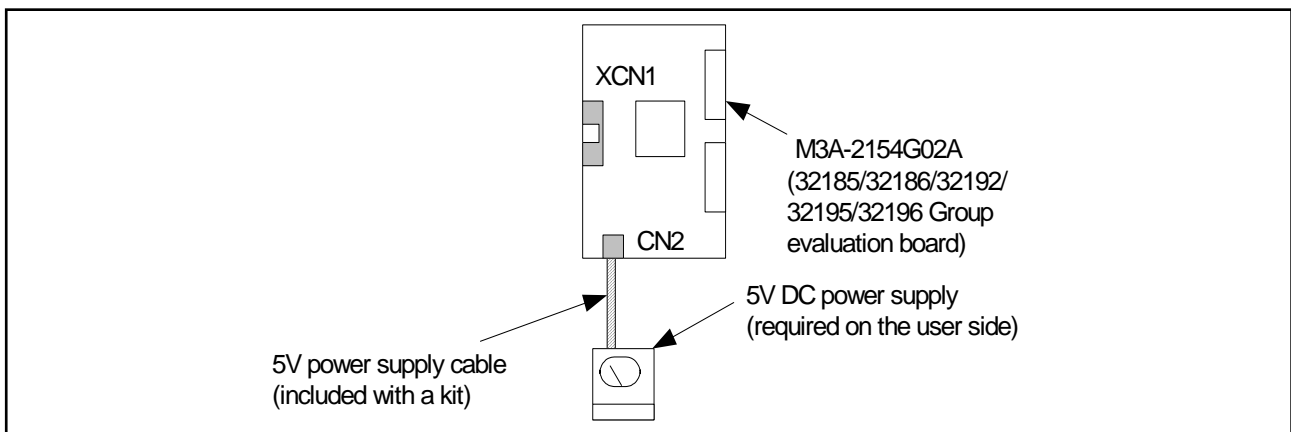 XCN1
M3A-2154G02A
(32185/32186/32192/
32195/32196 Group
evaluation board)
CN2
5V DC power supply
(required on the user side)
5V power supply cable
(included with a kit)